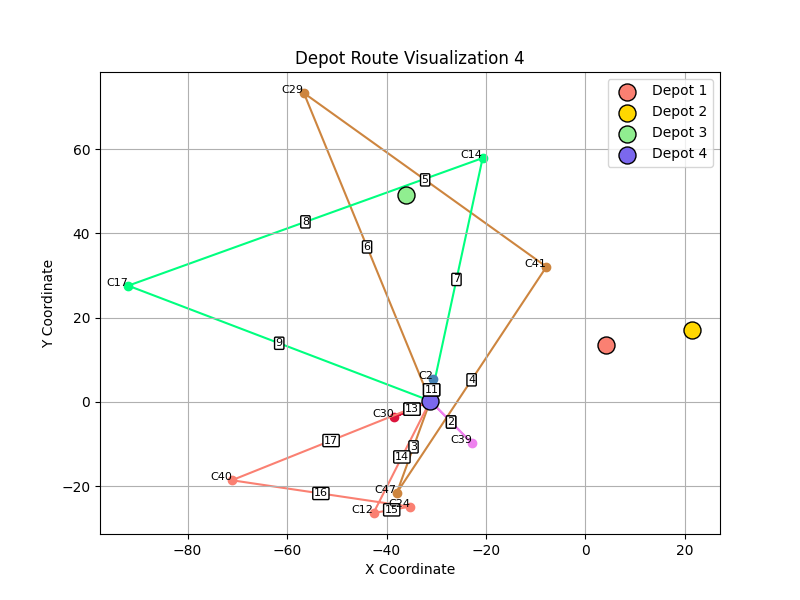 Depot Route Visualization 4
Depot 1
Depot 2
Depot 3
Depot 4
C29
C14
5
6
C41
8
7
C17
9
4
C2
11
13
C30
2
C39
17
3
14
C40
C47
16
C24
C12
15
60
40
20
0
−20
−80
−60
−40
−20
0
20
X Coordinate
Y Coordinate